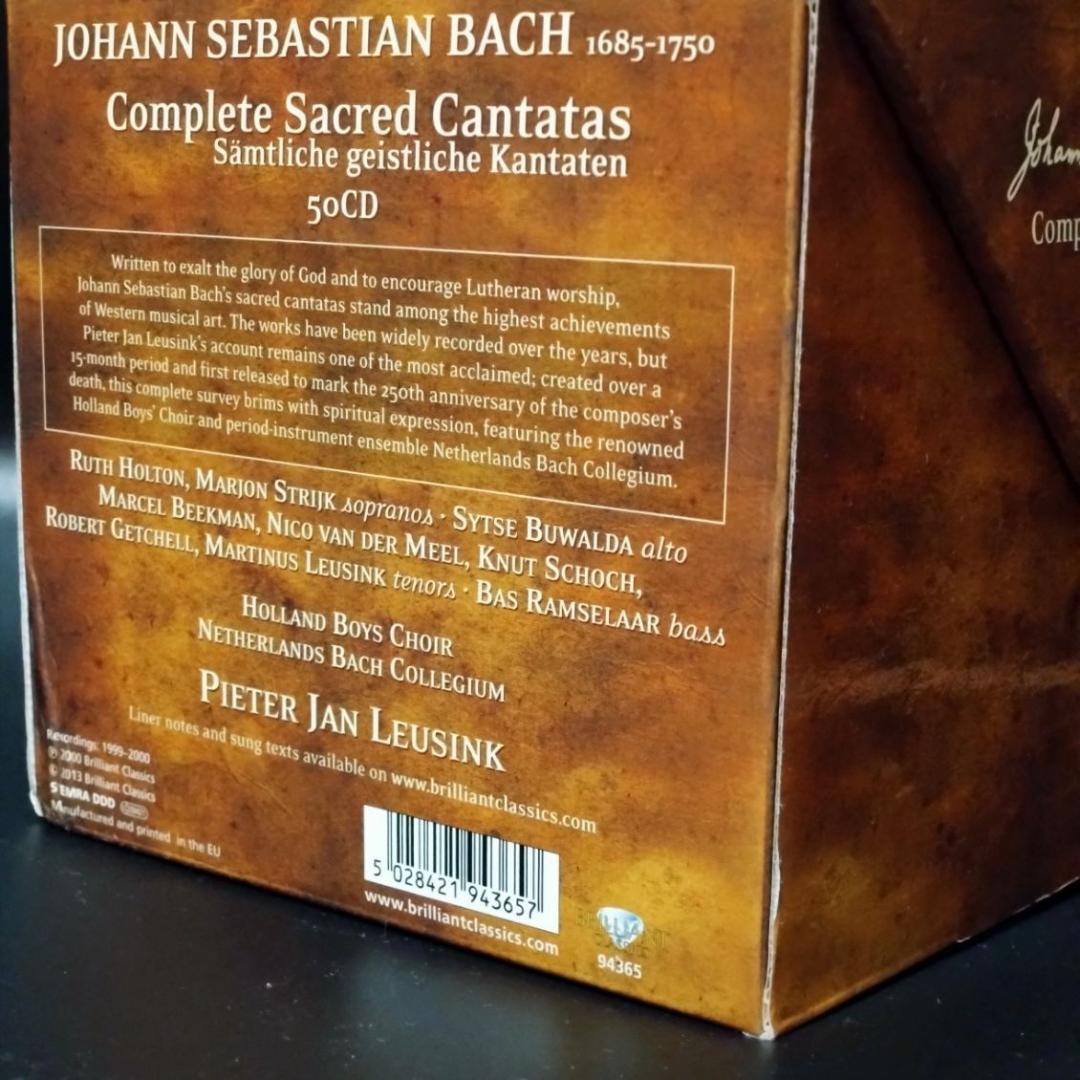 JOHANN SEBASTIAN BACH 1685-1750
Complete Sacred Cantatas
Sämtliche geistliche Kantaten
50CD
Written to exalt the glory of God and to encourage Lutheran worship,
Johann Sebastian Bach's sacred cantatas stand among the highest achievements
of Western musical art. The works have been widely recorded over the years, but
Pieter Jan Leusink's account remains one of the most acclaimed; created over a
15-month period and first released to mark the 250th anniversary of the composer's
death, this complete survey brims with spiritual expression, featuring the renowned
Holland Boys' Choir and period-instrument ensemble Netherlands Bach Collegium.
RUTH HOLTON, MARJON STRIJK sopranos · SYTSE BUWALDA alto
MARCEL BEEKMAN, NICO VAN DER MEEL, KNUT SCHOCH,
ROBERT GETCHELL, MARTINUS LEUSINK tenors · BAS RAMSELAAR bass
HOLLAND BOYS CHOIR
NETHERLANDS BACH COLLEGIUM
PIETER JAN LEUSINK
Liner notes and sung texts available on www.brilliantclassics.com
Recordings: 1999-2000
℗ 2000 Brilliant Classics
© 2013 Brilliant Classics
STEMRA DDD
Manufactured and printed in the EU
5 028421 943657
www.brilliantclassics.com
BRILLIANT
94365
Johan
Comp